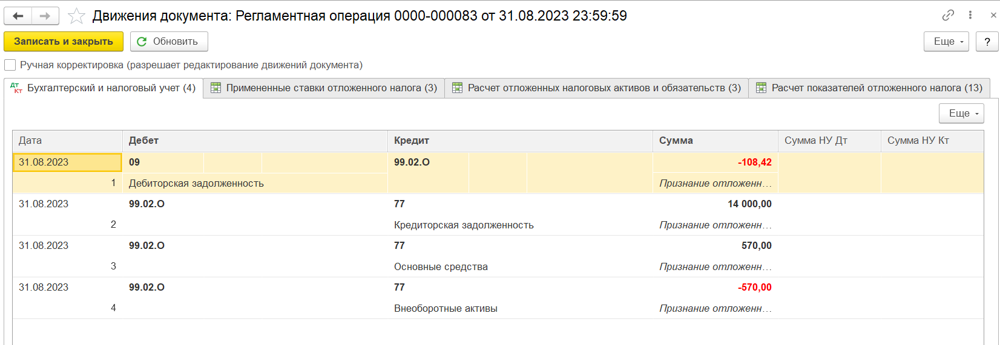 Движения документа: Регламентная операция 0000-000083 от 31.08.2023 23:59:59
Записать и закрыть Обновить Еще ?
Ручная корректировка (разрешает редактирование движений документа)
Дт Кт Бухгалтерский и налоговый учет (4) Примененные ставки отложенного налога (3) Расчет отложенных налоговых активов и обязательств (3) Расчет показателей отложенного налога (13)
Еще
Дата Дебет Кредит Сумма Сумма НУ Дт Сумма НУ Кт
31.08.2023 09 99.02.О -108,42
1 Дебиторская задолженность Признание отложенн…
31.08.2023 99.02.О 77 14 000,00
2 Кредиторская задолженность Признание отложенн…
31.08.2023 99.02.О 77 570,00
3 Основные средства Признание отложенн…
31.08.2023 99.02.О 77 -570,00
4 Внеоборотные активы Признание отложенн…